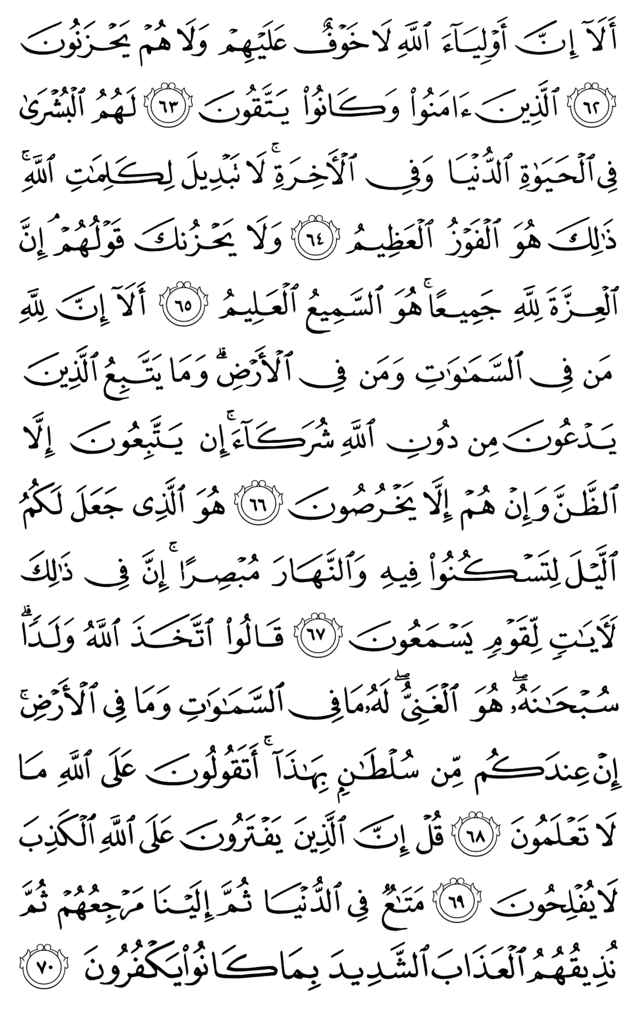 أَلَآ إِنَّ أَوْلِيَآءَ ٱللَّهِ لَا خَوْفٌ عَلَيْهِمْ وَلَا هُمْ يَحْزَنُونَ
٦٢ ٱلَّذِينَ ءَامَنُوا۟ وَكَانُوا۟ يَتَّقُونَ ٦٣ لَهُمُ ٱلْبُشْرَىٰ
فِى ٱلْحَيَوٰةِ ٱلدُّنْيَا وَفِى ٱلْأَخِرَةِ ۚ لَا تَبْدِيلَ لِكَلِمَٰتِ ٱللَّهِ ۚ
ذَٰلِكَ هُوَ ٱلْفَوْزُ ٱلْعَظِيمُ ٦٤ وَلَا يَحْزُنكَ قَوْلُهُمْ ۘ إِنَّ
ٱلْعِزَّةَ لِلَّهِ جَمِيعًا ۚ هُوَ ٱلسَّمِيعُ ٱلْعَلِيمُ ٦٥ أَلَآ إِنَّ لِلَّهِ
مَن فِى ٱلسَّمَٰوَٰتِ وَمَن فِى ٱلْأَرْضِ ۗ وَمَا يَتَّبِعُ ٱلَّذِينَ
يَدْعُونَ مِن دُونِ ٱللَّهِ شُرَكَآءَ ۚ إِن يَتَّبِعُونَ إِلَّا
ٱلظَّنَّ وَإِنْ هُمْ إِلَّا يَخْرُصُونَ ٦٦ هُوَ ٱلَّذِى جَعَلَ لَكُمُ
ٱلَّيْلَ لِتَسْكُنُوا۟ فِيهِ وَٱلنَّهَارَ مُبْصِرًا ۚ إِنَّ فِى ذَٰلِكَ
لَأَيَٰتٍ لِّقَوْمٍ يَسْمَعُونَ ٦٧ قَالُوا۟ ٱتَّخَذَ ٱللَّهُ وَلَدًا ۗ
سُبْحَٰنَهُۥ ۖ هُوَ ٱلْغَنِىُّ ۖ لَهُۥ مَا فِى ٱلسَّمَٰوَٰتِ وَمَا فِى ٱلْأَرْضِ ۚ
إِنْ عِندَكُم مِّن سُلْطَٰنٍۭ بِهَٰذَآ ۚ أَتَقُولُونَ عَلَى ٱللَّهِ مَا
لَا تَعْلَمُونَ ٦٨ قُلْ إِنَّ ٱلَّذِينَ يَفْتَرُونَ عَلَى ٱللَّهِ ٱلْكَذِبَ
لَا يُفْلِحُونَ ٦٩ مَتَٰعٌ فِى ٱلدُّنْيَا ثُمَّ إِلَيْنَا مَرْجِعُهُمْ ثُمَّ
نُذِيقُهُمُ ٱلْعَذَابَ ٱلشَّدِيدَ بِمَا كَانُوا۟ يَكْفُرُونَ ٧٠